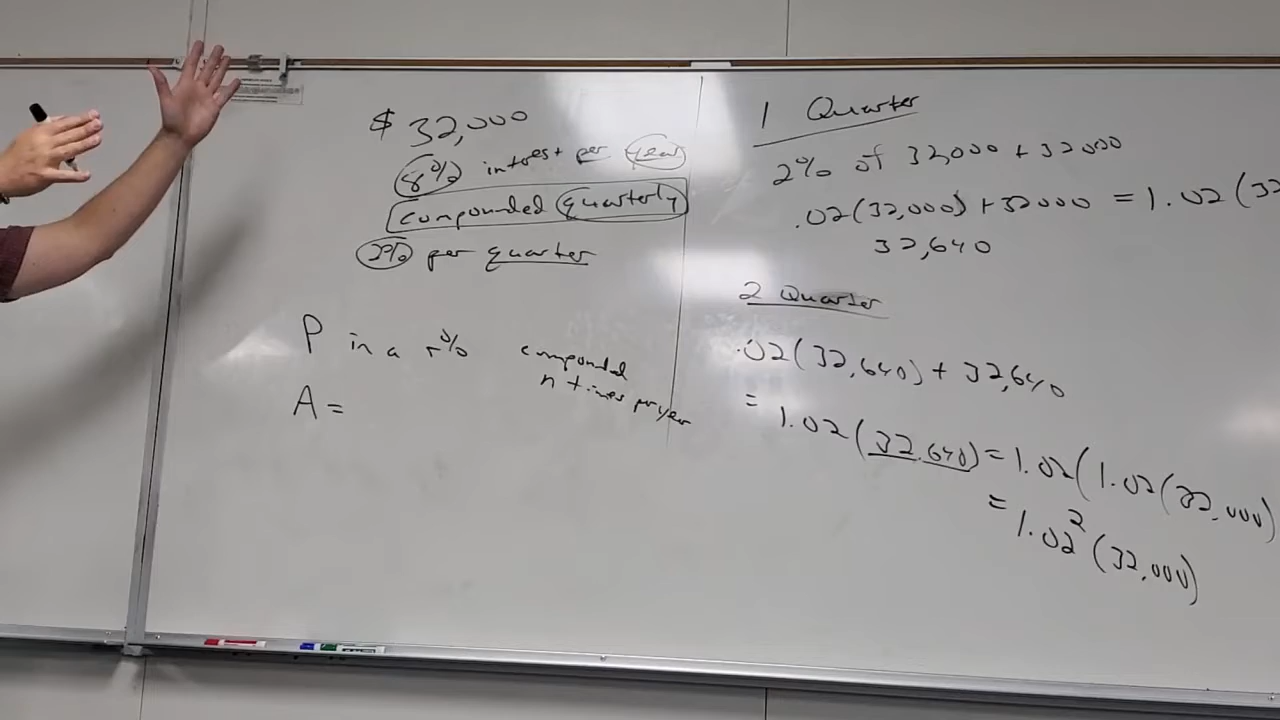 $ 32,000
8% interest per year
compounded quarterly
2% per quarter
P in a r% compounded
n times per year
A =
1 Quarter
2% of 32,000 + 32000
.02(32,000) + 32000 = 1.02(32
32,640
2 Quarter
.02(32,640) + 32,640
= 1.02(32,640) = 1.02(1.02(32,000)
= 1.02²(32,000)